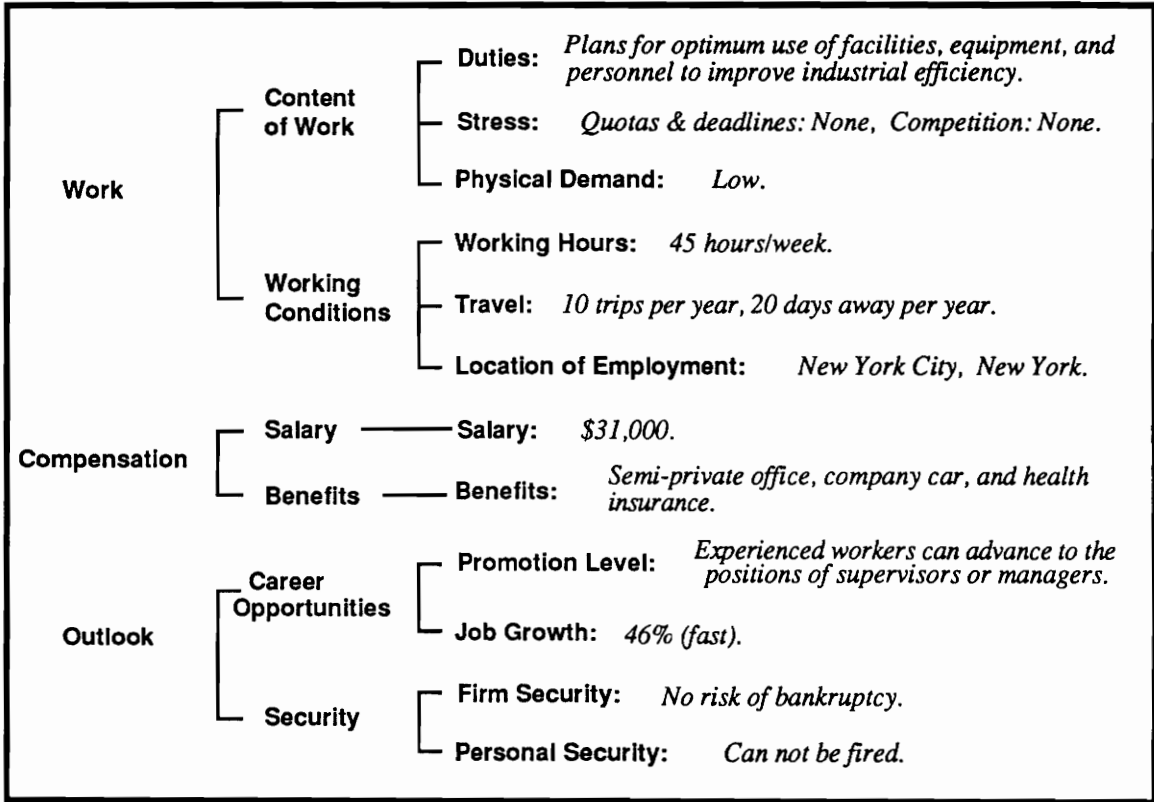 Duties: Plans for optimum use of facilities, equipment, and
personnel to improve industrial efficiency.
Content
of Work
Stress: Quotas & deadlines: None, Competition: None.
Work
Physical Demand: Low.
Working Hours: 45 hours/week.
Working
Conditions
Travel: 10 trips per year, 20 days away per year.
Location of Employment: New York City, New York.
Compensation
Salary
Salary: $31,000.
Benefits
Benefits: Semi-private office, company car, and health
insurance.
Outlook
Career
Opportunities
Promotion Level: Experienced workers can advance to the
positions of supervisors or managers.
Job Growth: 46% (fast).
Security
Firm Security: No risk of bankruptcy.
Personal Security: Can not be fired.